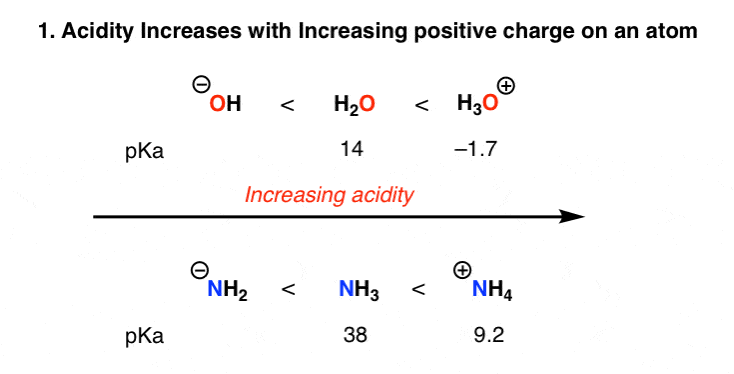 1. Acidity Increases with Increasing positive charge on an atom
⊖OH < H₂O < H₃O⊕
pKa 14 –1.7
Increasing acidity
⊖NH₂ < NH₃ < ⊕NH₄
pKa 38 9.2